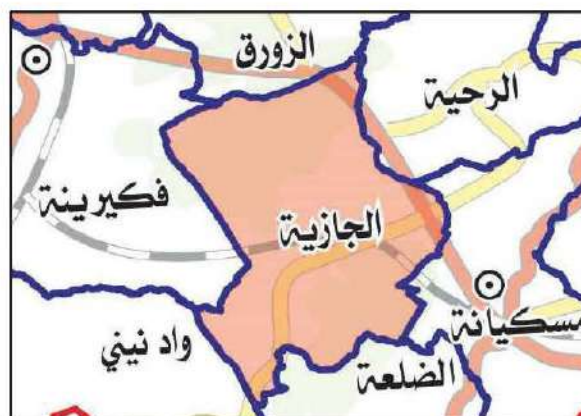 الزورق
الرحية
فكيرينة
الجازية
مسكيانة
واد نيني
الضلعة